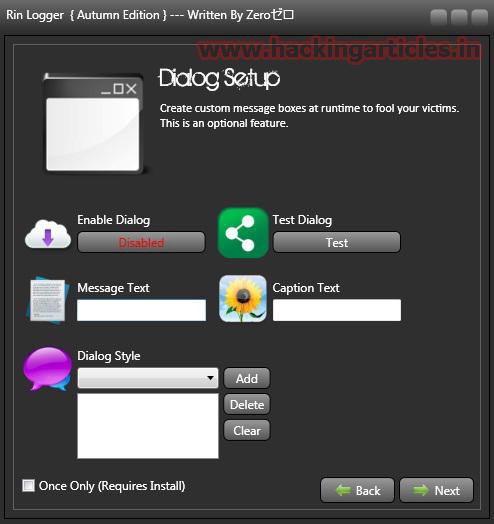 Rin Logger { Autumn Edition } --- Written By Zeroゼロ
www.hackingarticles.in
Dialog Setup
Create custom message boxes at runtime to fool your victims.
This is an optional feature.
Enable Dialog
Disabled
Test Dialog
Test
Message Text
Caption Text
Dialog Style
Add
Delete
Clear
Once Only (Requires Install)
Back
Next